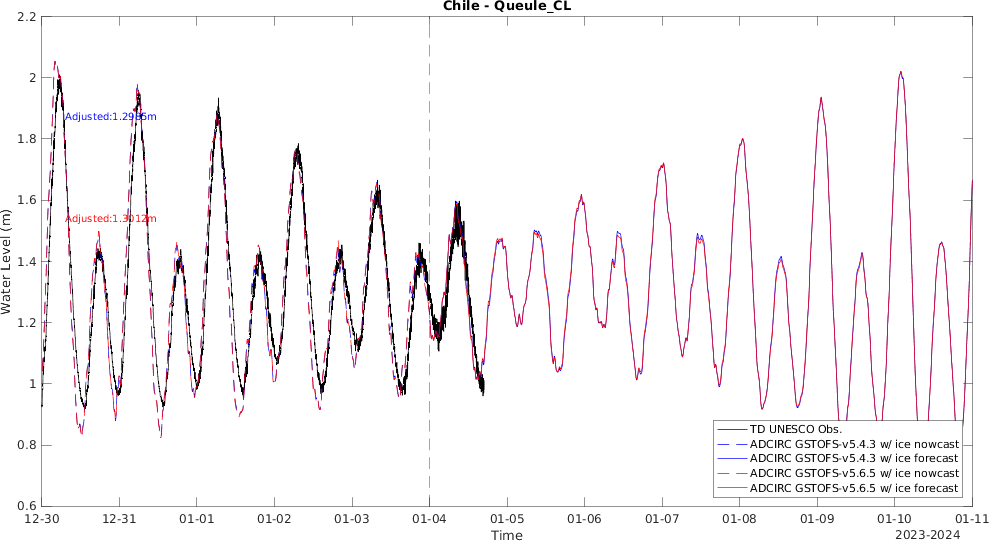 Chile - Queule_CL
Water Level (m)
2.2
2
1.8
1.6
1.4
1.2
1
0.8
0.6
Adjusted:1.2985m
Adjusted:1.3012m
TD UNESCO Obs.
ADCIRC GSTOFS-v5.4.3 w/ ice nowcast
ADCIRC GSTOFS-v5.4.3 w/ ice forecast
ADCIRC GSTOFS-v5.6.5 w/ ice nowcast
ADCIRC GSTOFS-v5.6.5 w/ ice forecast
12-30 12-31 01-01 01-02 01-03 01-04 01-05 01-06 01-07 01-08 01-09 01-10 01-11
Time
2023-2024